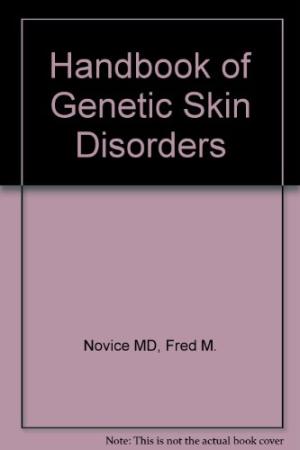 Handbook of
Genetic Skin
Disorders
Novice MD, Fred M.
Note: This is not the actual book cover